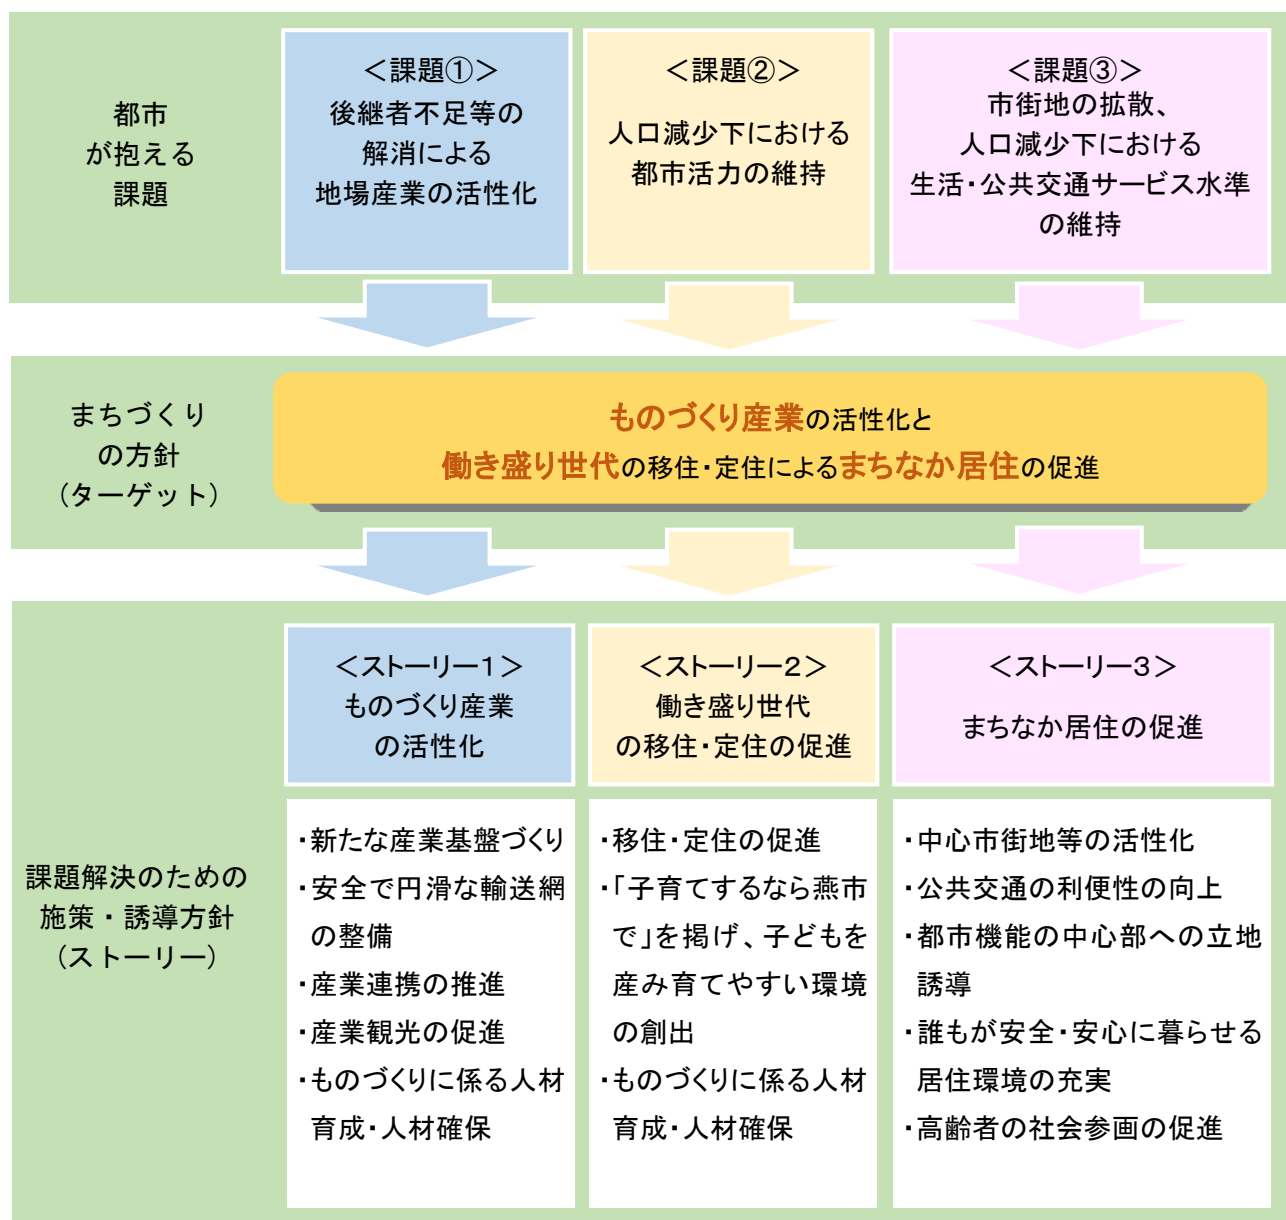 都市
が抱える
課題
＜課題①＞
後継者不足等の
解消による
地場産業の活性化
＜課題②＞
人口減少下における
都市活力の維持
＜課題③＞
市街地の拡散、
人口減少下における
生活・公共交通サービス水準
の維持
まちづくり
の方針
（ターゲット）
ものづくり産業の活性化と
働き盛り世代の移住・定住によるまちなか居住の促進
課題解決のための
施策・誘導方針
（ストーリー）
＜ストーリー１＞
ものづくり産業
の活性化
・新たな産業基盤づくり
・安全で円滑な輸送網
の整備
・産業連携の推進
・産業観光の促進
・ものづくりに係る人材
育成・人材確保
＜ストーリー２＞
働き盛り世代
の移住・定住の促進
・移住・定住の促進
・「子育てするなら燕市
で」を掲げ、子どもを
産み育てやすい環境
の創出
・ものづくりに係る人材
育成・人材確保
＜ストーリー３＞
まちなか居住の促進
・中心市街地等の活性化
・公共交通の利便性の向上
・都市機能の中心部への立地
誘導
・誰もが安全・安心に暮らせる
居住環境の充実
・高齢者の社会参画の促進